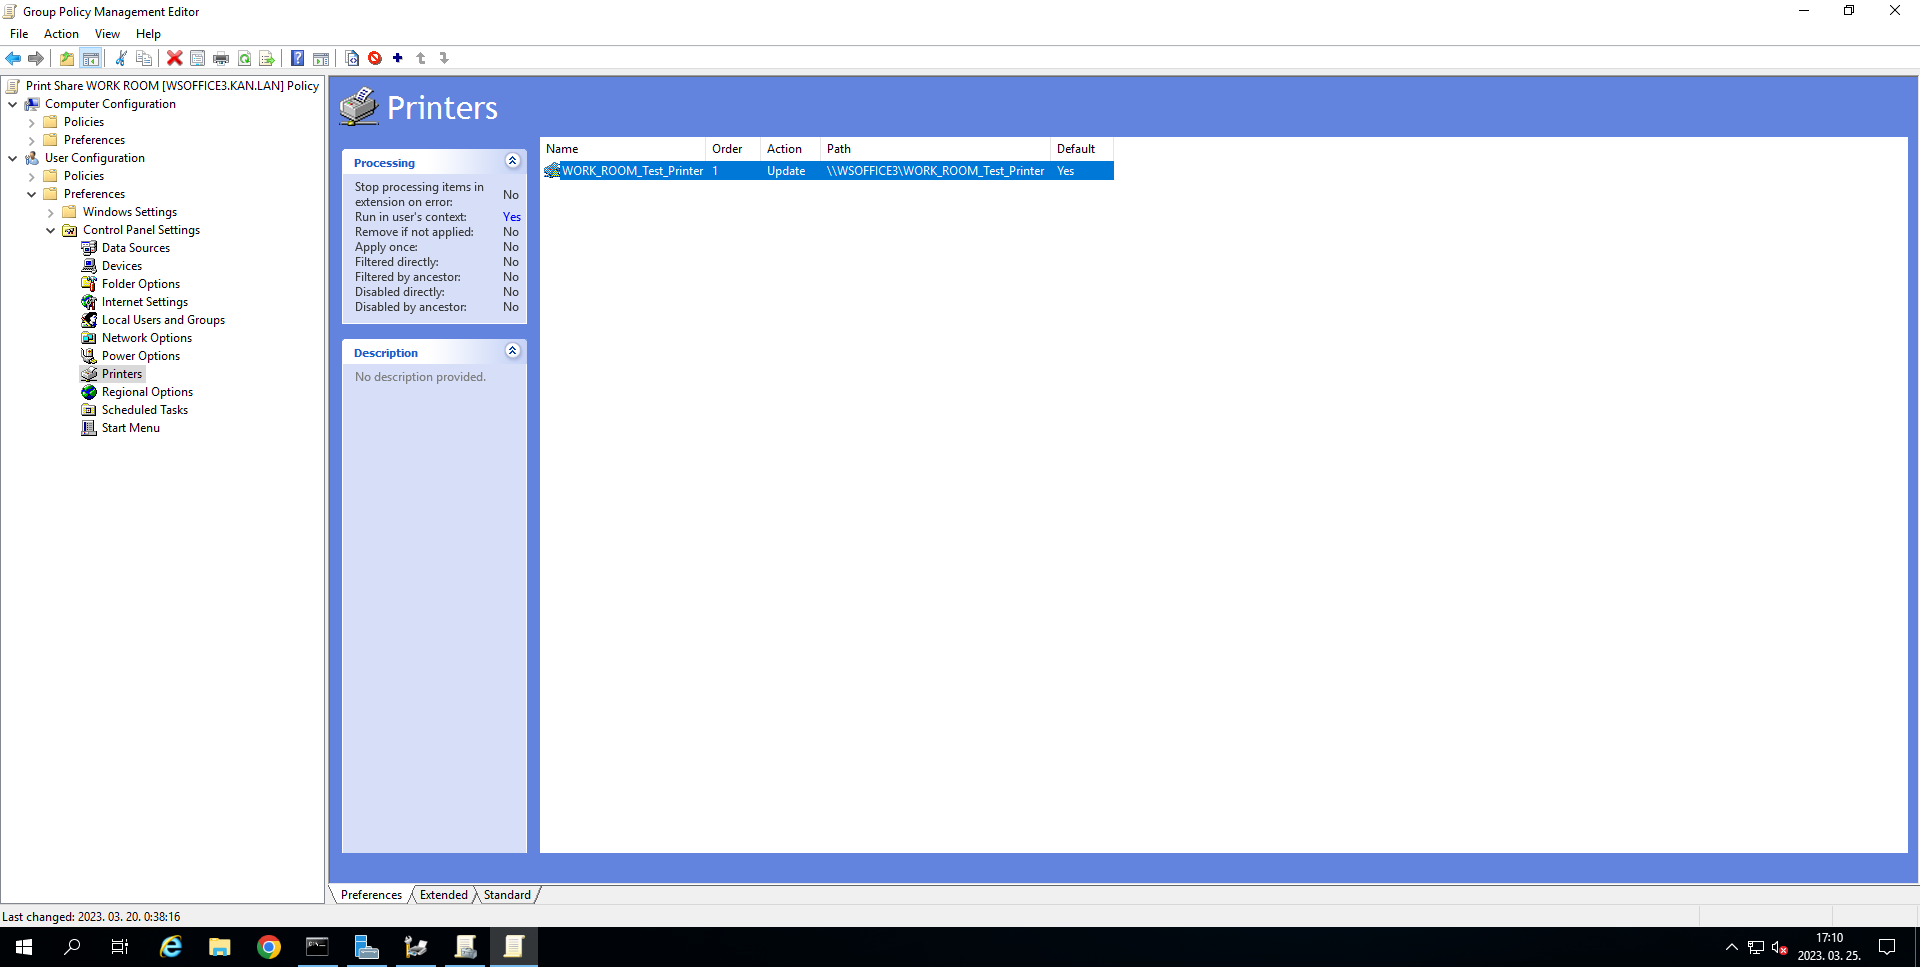 Group Policy Management Editor
File Action View Help
Print Share WORK ROOM [WSOFFICE3.KAN.LAN] Policy
Computer Configuration
Policies
Preferences
User Configuration
Policies
Preferences
Windows Settings
Control Panel Settings
Data Sources
Devices
Folder Options
Internet Settings
Local Users and Groups
Network Options
Power Options
Printers
Regional Options
Scheduled Tasks
Start Menu
Printers
Processing
Stop processing items in extension on error: No
Run in user's context: Yes
Remove if not applied: No
Apply once: No
Filtered directly: No
Filtered by ancestor: No
Disabled directly: No
Disabled by ancestor: No
Description
No description provided.
Name Order Action Path Default
WORK_ROOM_Test_Printer 1 Update \\WSOFFICE3\WORK_ROOM_Test_Printer Yes
Preferences Extended Standard
Last changed: 2023. 03. 20. 0:38:16
17:10
2023. 03. 25.